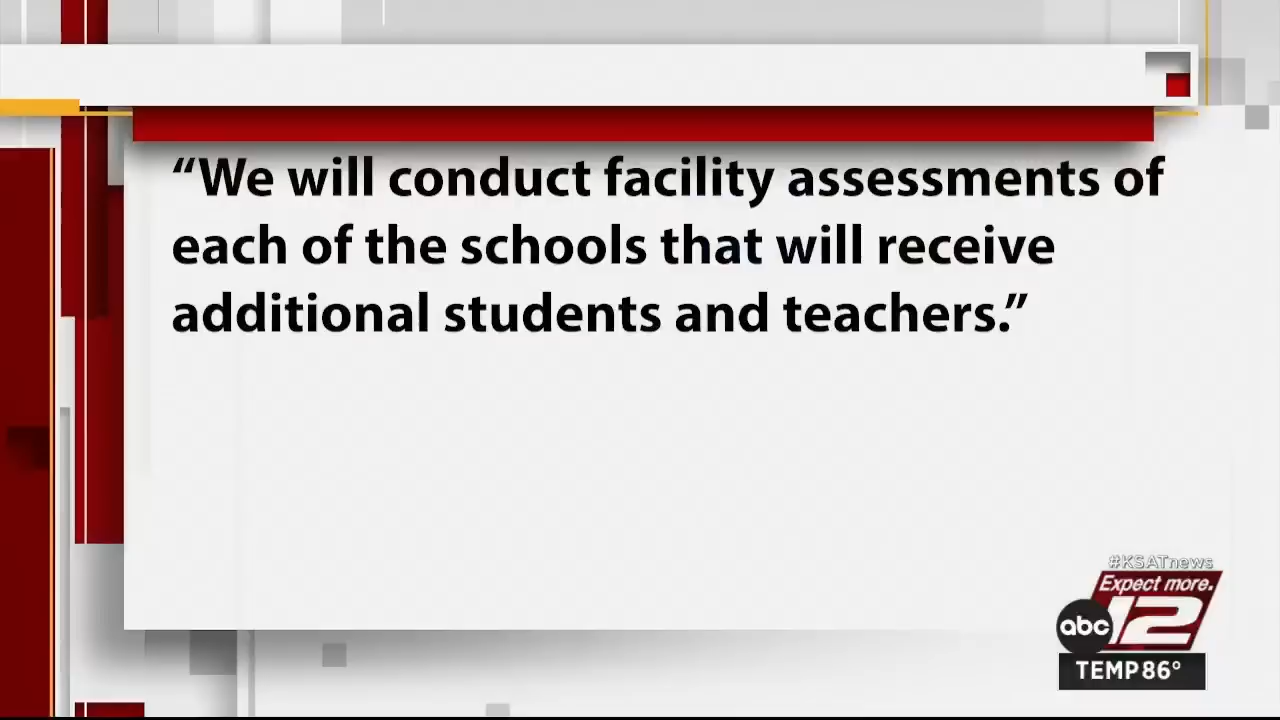 “We will conduct facility assessments of
each of the schools that will receive
additional students and teachers.”
#KSATnews
Expect more.
abc 12
TEMP 86°